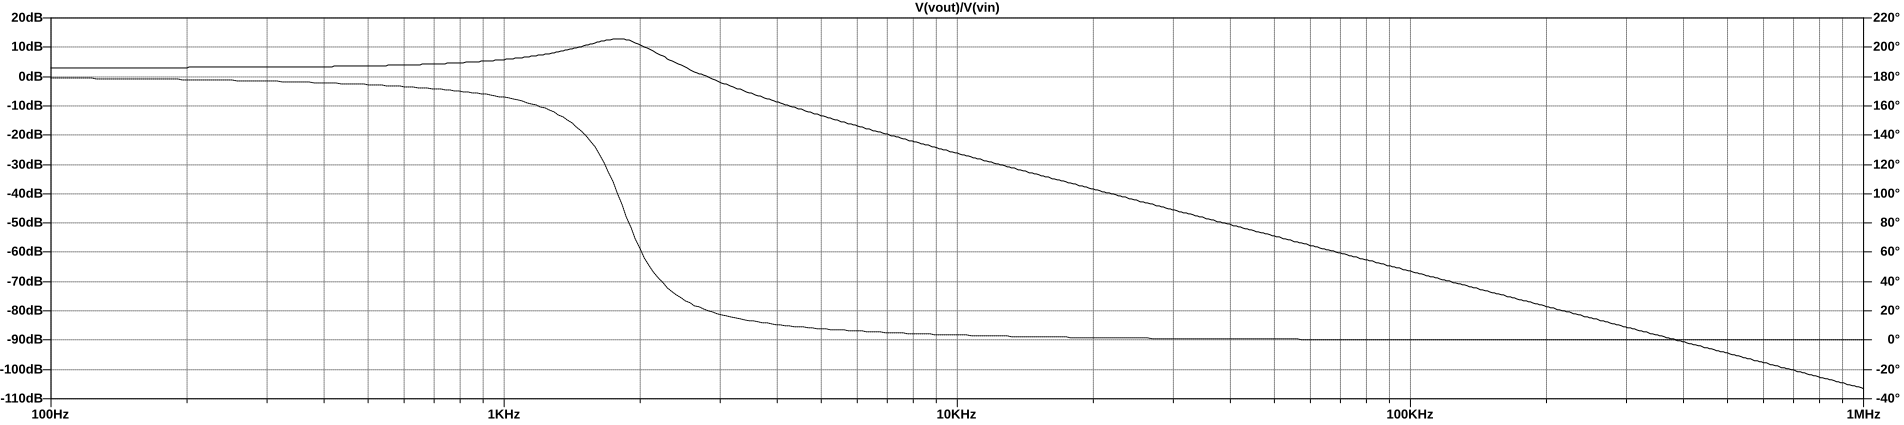 V(vout)/V(vin)
20dB 220°
10dB 200°
0dB 180°
-10dB 160°
-20dB 140°
-30dB 120°
-40dB 100°
-50dB 80°
-60dB 60°
-70dB 40°
-80dB 20°
-90dB 0°
-100dB -20°
-110dB -40°
100Hz 1KHz 10KHz 100KHz 1MHz